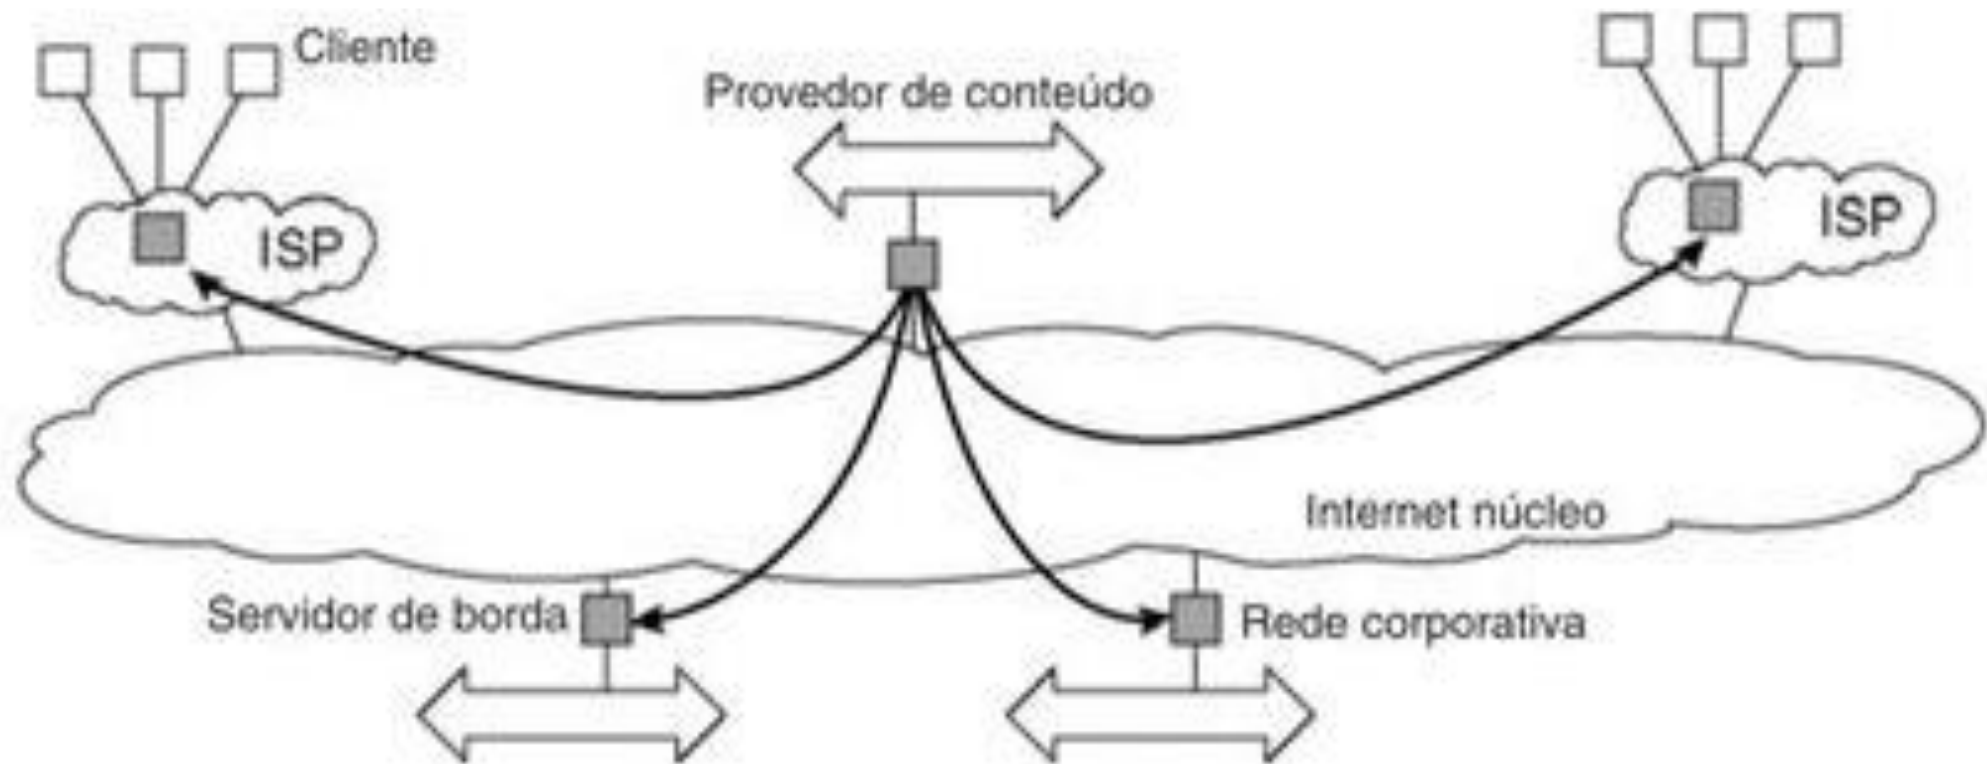 Cliente
Provedor de conteúdo
ISP
ISP
Internet núcleo
Servidor de borda
Rede corporativa